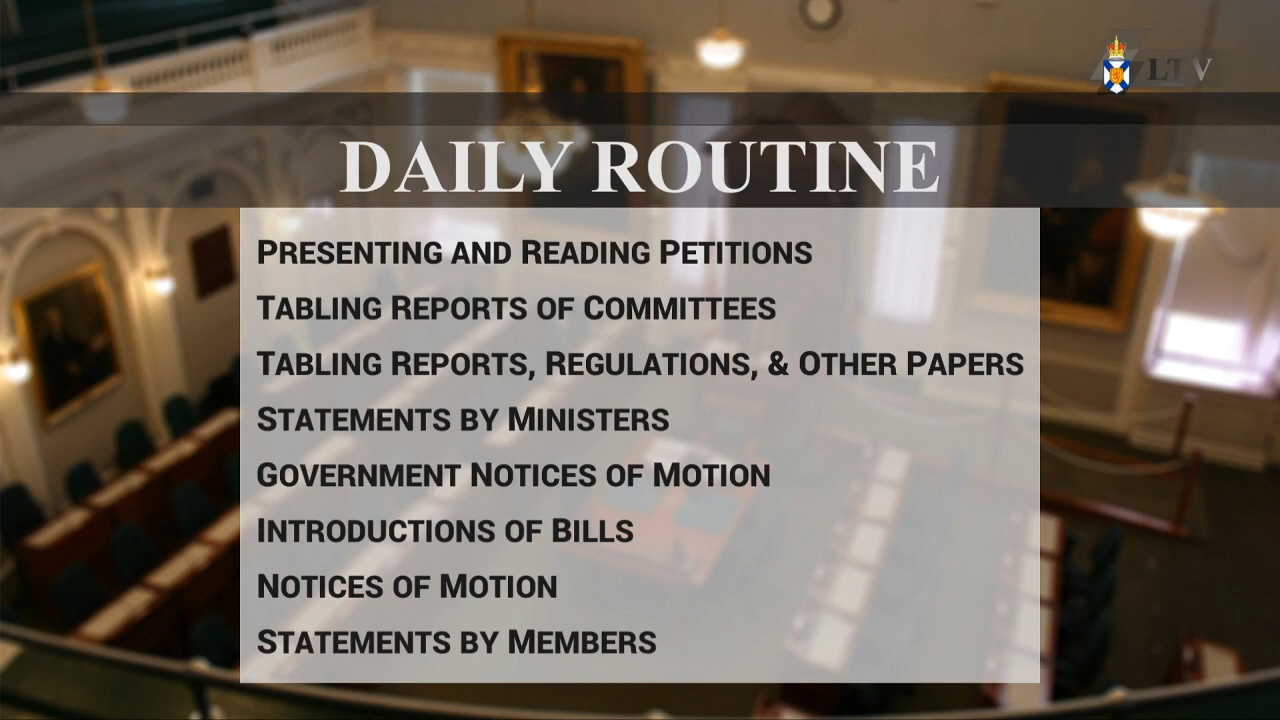 LTV
DAILY ROUTINE
PRESENTING AND READING PETITIONS
TABLING REPORTS OF COMMITTEES
TABLING REPORTS, REGULATIONS, & OTHER PAPERS
STATEMENTS BY MINISTERS
GOVERNMENT NOTICES OF MOTION
INTRODUCTIONS OF BILLS
NOTICES OF MOTION
STATEMENTS BY MEMBERS